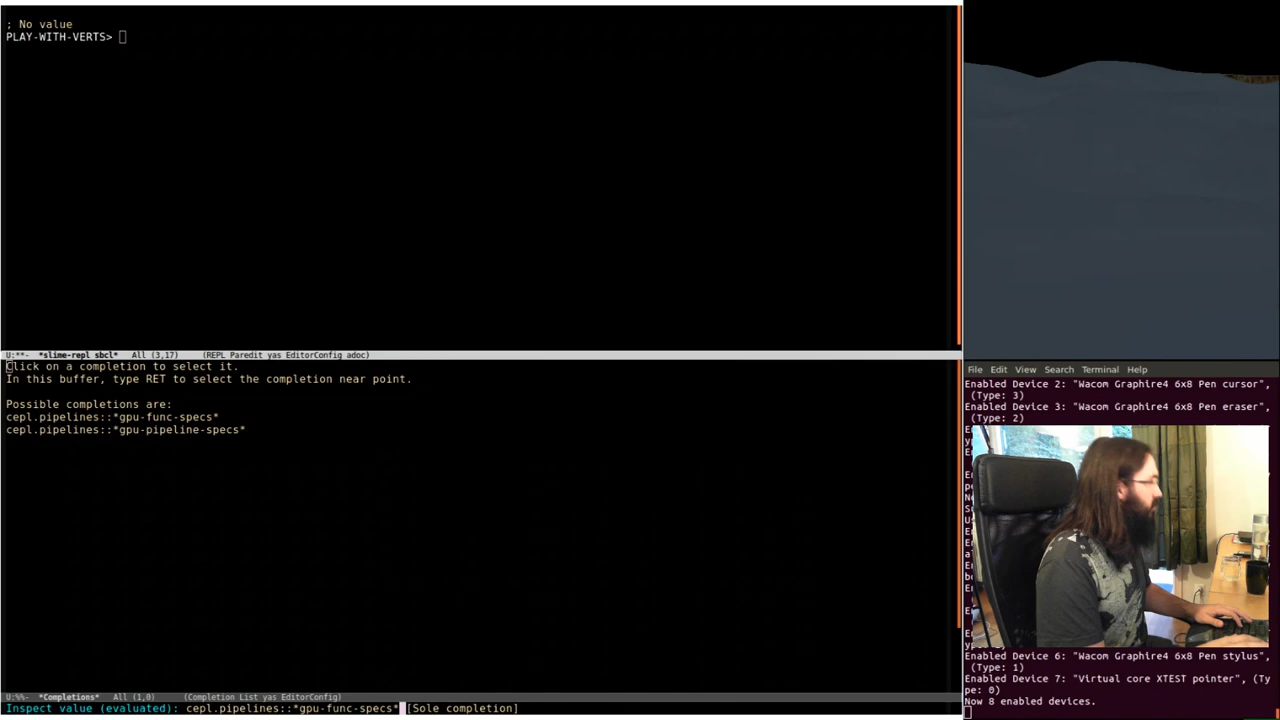 ; No value
PLAY-WITH-VERTS>
U:**-  *slime-repl sbcl*   All (3,17)     (REPL Paredit yas EditorConfig adoc)
Click on a completion to select it.
In this buffer, type RET to select the completion near point.
Possible completions are:
cepl.pipelines::*gpu-func-specs*
cepl.pipelines::*gpu-pipeline-specs*
U:%%-  *Completions*   All (1,0)      (Completion List yas EditorConfig)
Inspect value (evaluated): cepl.pipelines::*gpu-func-specs* [Sole completion]
File Edit View Search Terminal Help
Enabled Device 2: "Wacom Graphire4 6x8 Pen cursor",
(Type: 3)
Enabled Device 3: "Wacom Graphire4 6x8 Pen eraser",
(Type: 2)
Enabled Device 6: "Wacom Graphire4 6x8 Pen stylus",
(Type: 1)
Enabled Device 7: "Virtual core XTEST pointer", (Ty
pe: 0)
Now 8 enabled devices.